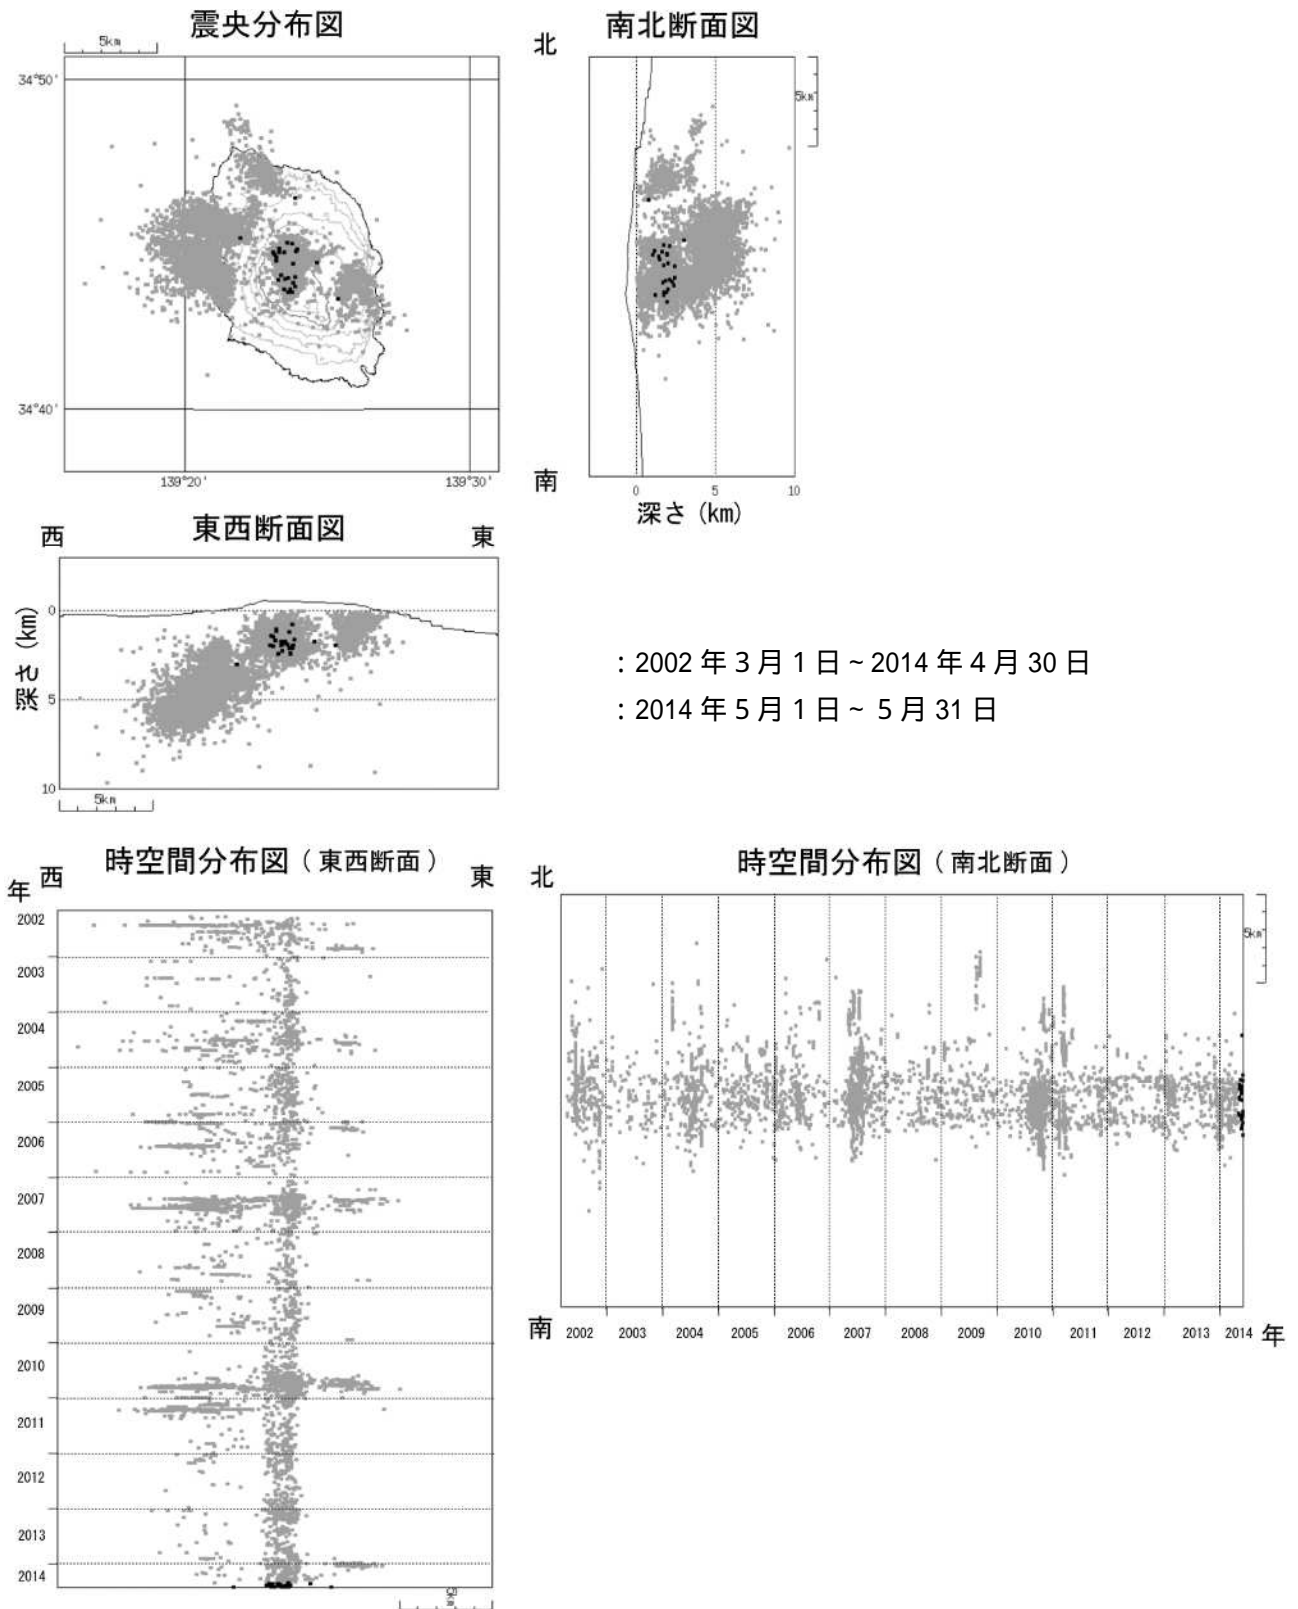 震央分布図
5km
34°50'
34°40'
139°20'
139°30'
南北断面図
北
5km
南
0
5
10
深さ (km)
東西断面図
西
東
深さ (km)
0
5
10
5km
：2002 年 3 月 1 日 ~ 2014 年 4 月 30 日
：2014 年 5 月 1 日 ~ 5 月 31 日
時空間分布図（東西断面）
年
西
東
2002
2003
2004
2005
2006
2007
2008
2009
2010
2011
2012
2013
2014
5km
時空間分布図（南北断面）
北
5km
南
2002 2003 2004 2005 2006 2007 2008 2009 2010 2011 2012 2013 2014 年